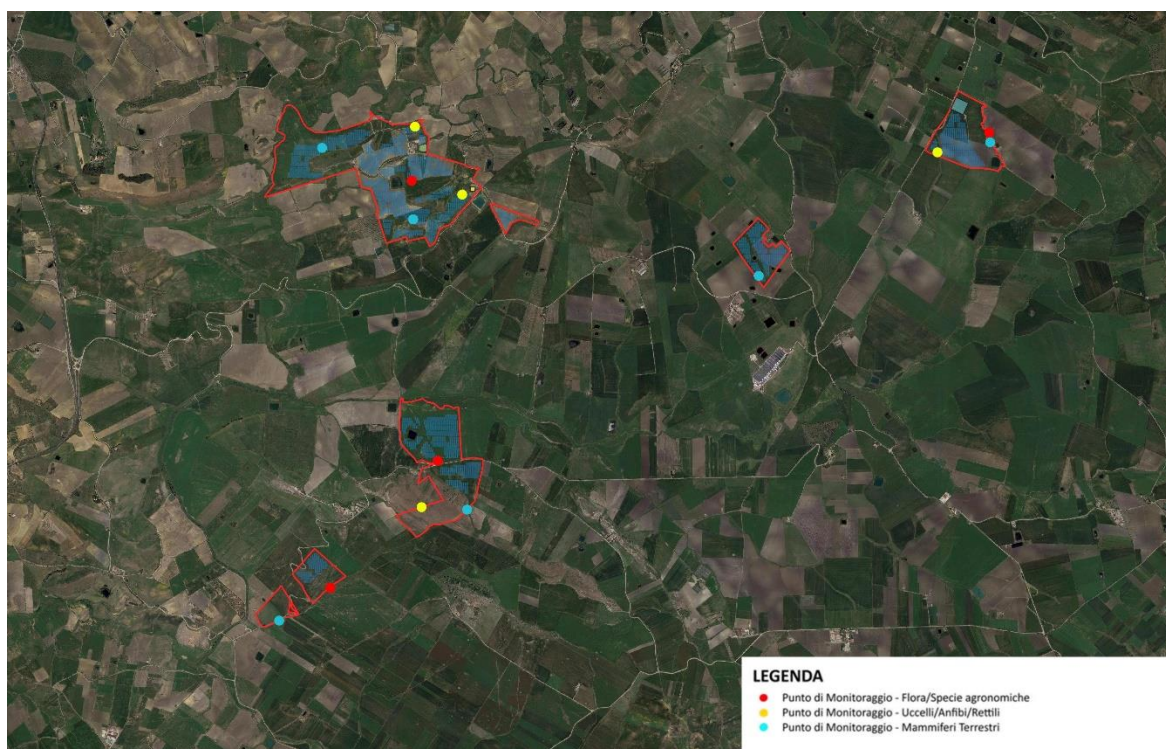 LEGENDA
Punto di Monitoraggio - Flora/Specie agronomiche
Punto di Monitoraggio - Uccelli/Anfibi/Rettili
Punto di Monitoraggio - Mammiferi Terrestri